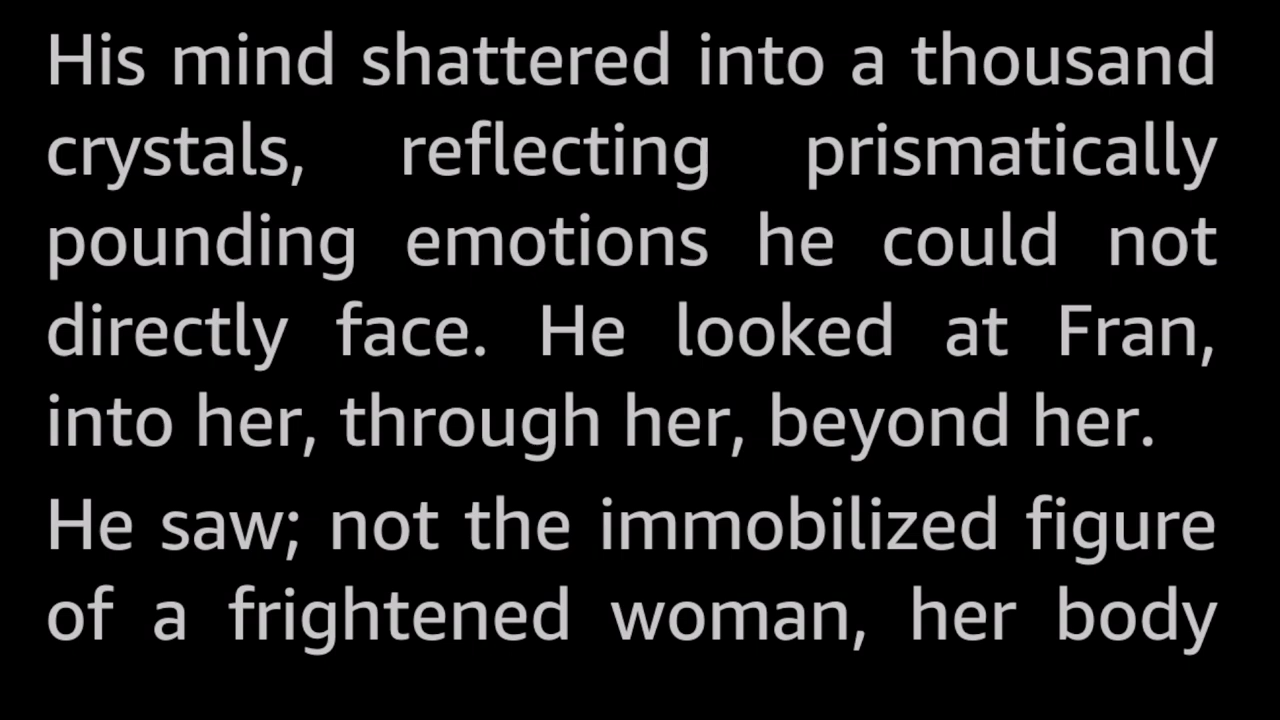 His mind shattered into a thousand
crystals, reflecting prismatically
pounding emotions he could not
directly face. He looked at Fran,
into her, through her, beyond her.
He saw; not the immobilized figure
of a frightened woman, her body